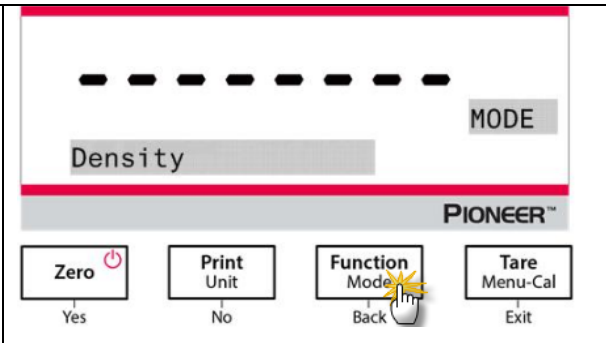 --------
MODE
Density
PIONEER™
Zero
Print
Unit
Function
Mode
Tare
Menu-Cal
Yes
No
Back
Exit